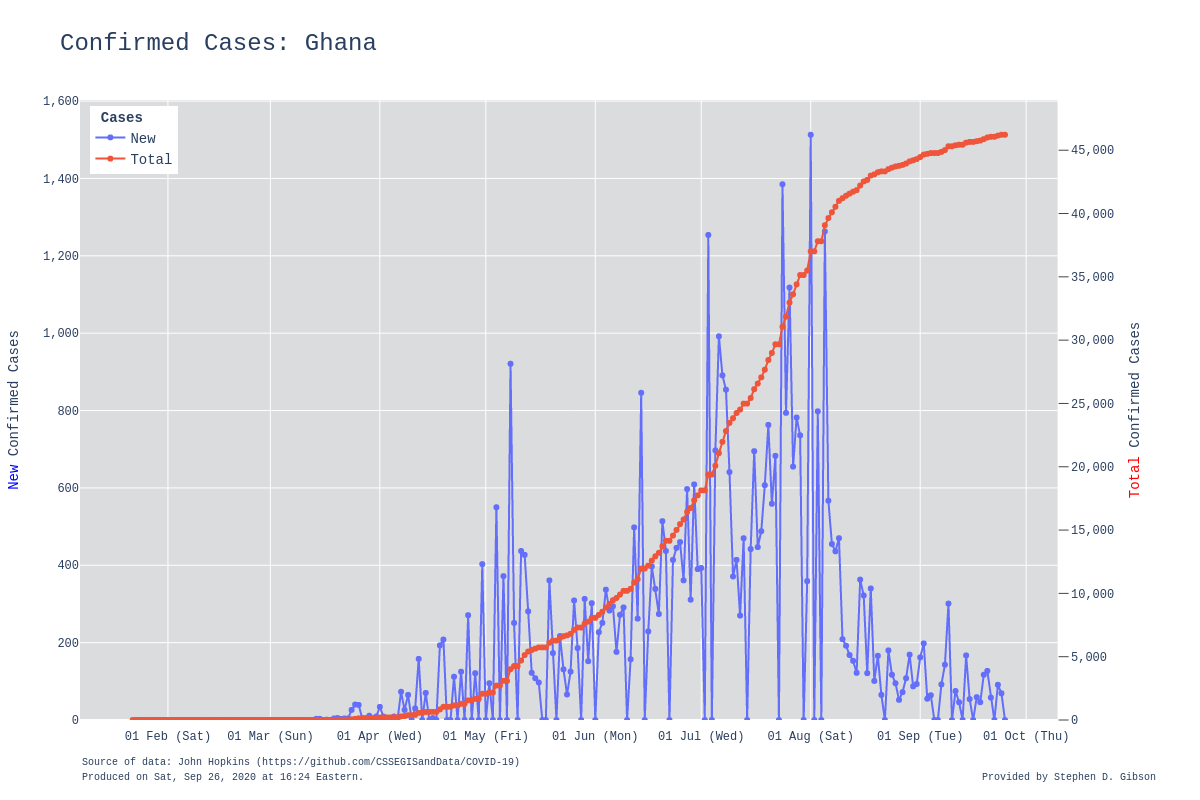 Confirmed Cases: Ghana
Cases
New
Total
1,600
1,400
1,200
1,000
800
600
400
200
0
45,000
40,000
35,000
30,000
25,000
20,000
15,000
10,000
5,000
0
New Confirmed Cases
Total Confirmed Cases
01 Feb (Sat)
01 Mar (Sun)
01 Apr (Wed)
01 May (Fri)
01 Jun (Mon)
01 Jul (Wed)
01 Aug (Sat)
01 Sep (Tue)
01 Oct (Thu)
Source of data: John Hopkins (https://github.com/CSSEGISandData/COVID-19)
Produced on Sat, Sep 26, 2020 at 16:24 Eastern.
Provided by Stephen D. Gibson